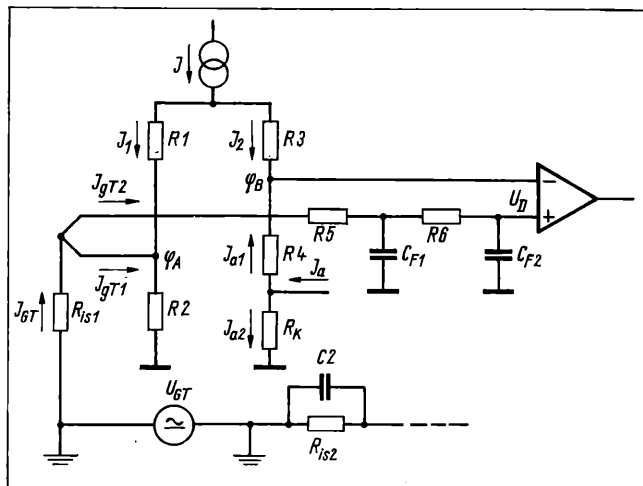 J
J1
R1
J2
R3
JgT2
φB
UD
−
+
R5
CF1
R6
CF2
Ja1
R4
Ja
φA
JgT1
JGT
Ris1
R2
Ja2
RK
C2
UGT
Ris2